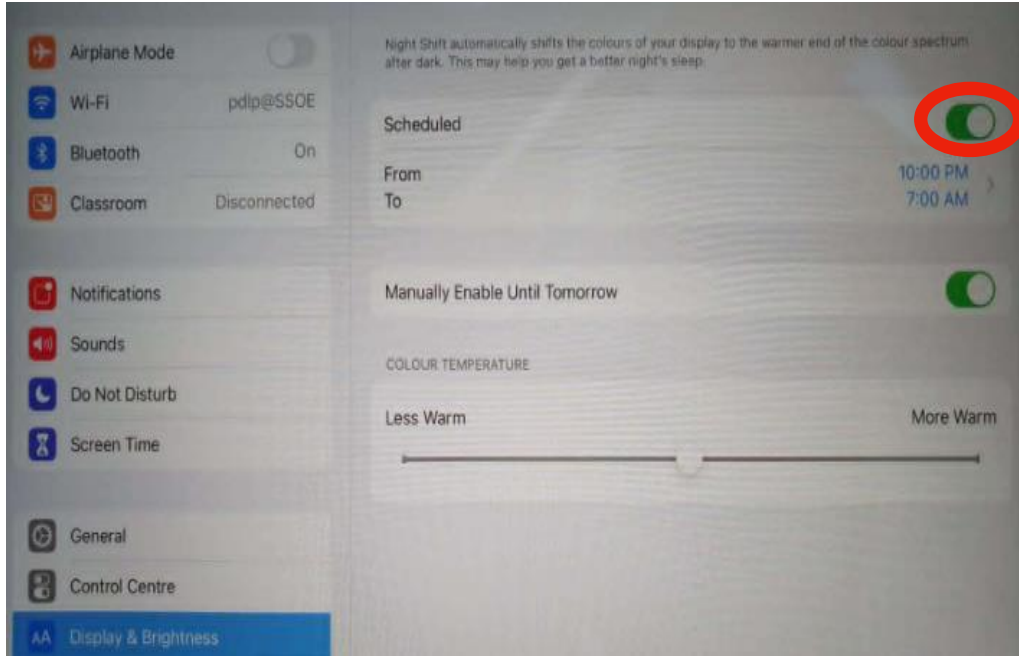 Airplane Mode
Wi-Fi pdlp@SSOE
Bluetooth On
Classroom Disconnected
Notifications
Sounds
Do Not Disturb
Screen Time
General
Control Centre
AA Display & Brightness
Night Shift automatically shifts the colours of your display to the warmer end of the colour spectrum
after dark. This may help you get a better night's sleep.
Scheduled
From 10:00 PM
To 7:00 AM
Manually Enable Until Tomorrow
COLOUR TEMPERATURE
Less Warm More Warm